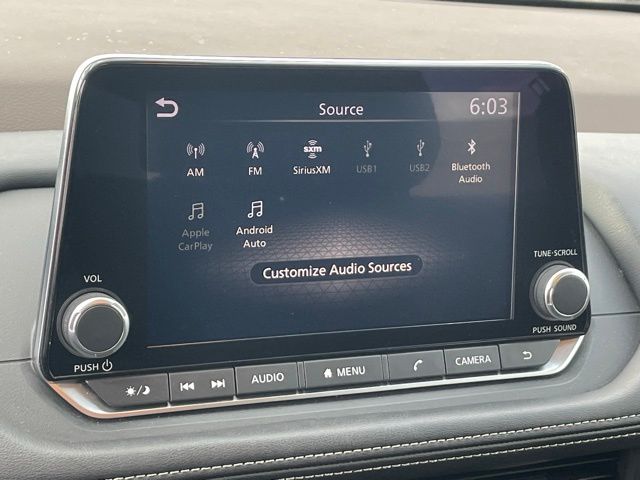 Source
6:03
AM
FM
sxm
SiriusXM
USB1
USB2
Bluetooth
Audio
Apple
CarPlay
Android
Auto
Customize Audio Sources
VOL
PUSH
TUNE·SCROLL
PUSH SOUND
AUDIO
MENU
CAMERA